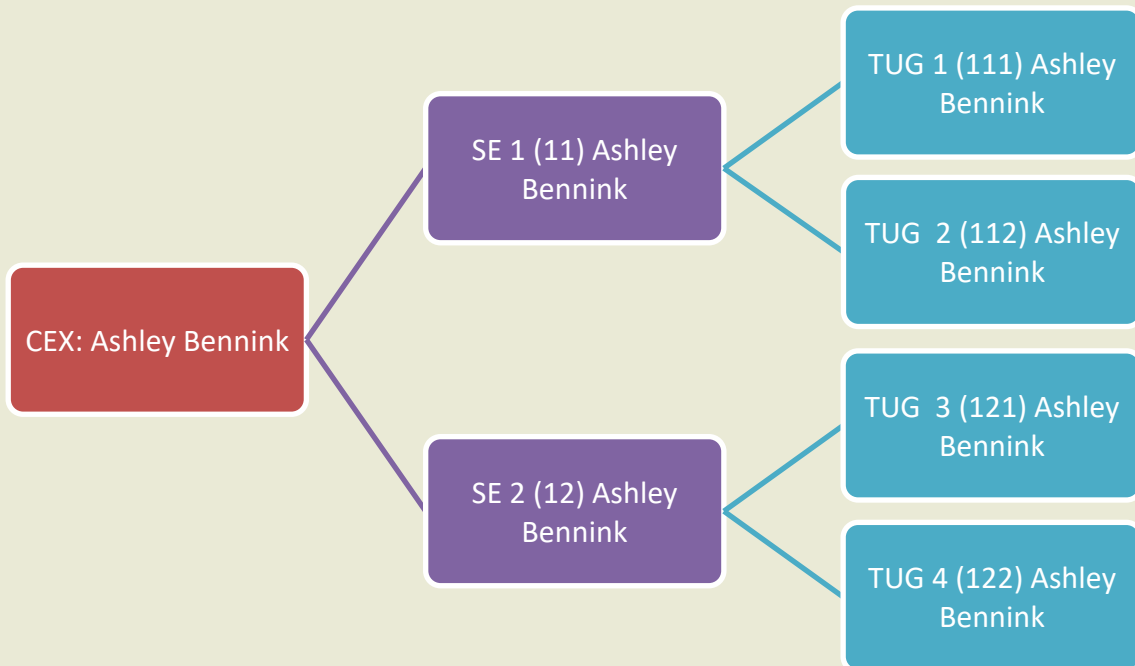 CEX: Ashley Bennink
SE 1 (11) Ashley
Bennink
TUG 1 (111) Ashley
Bennink
TUG  2 (112) Ashley
Bennink
SE 2 (12) Ashley
Bennink
TUG  3 (121) Ashley
Bennink
TUG 4 (122) Ashley
Bennink